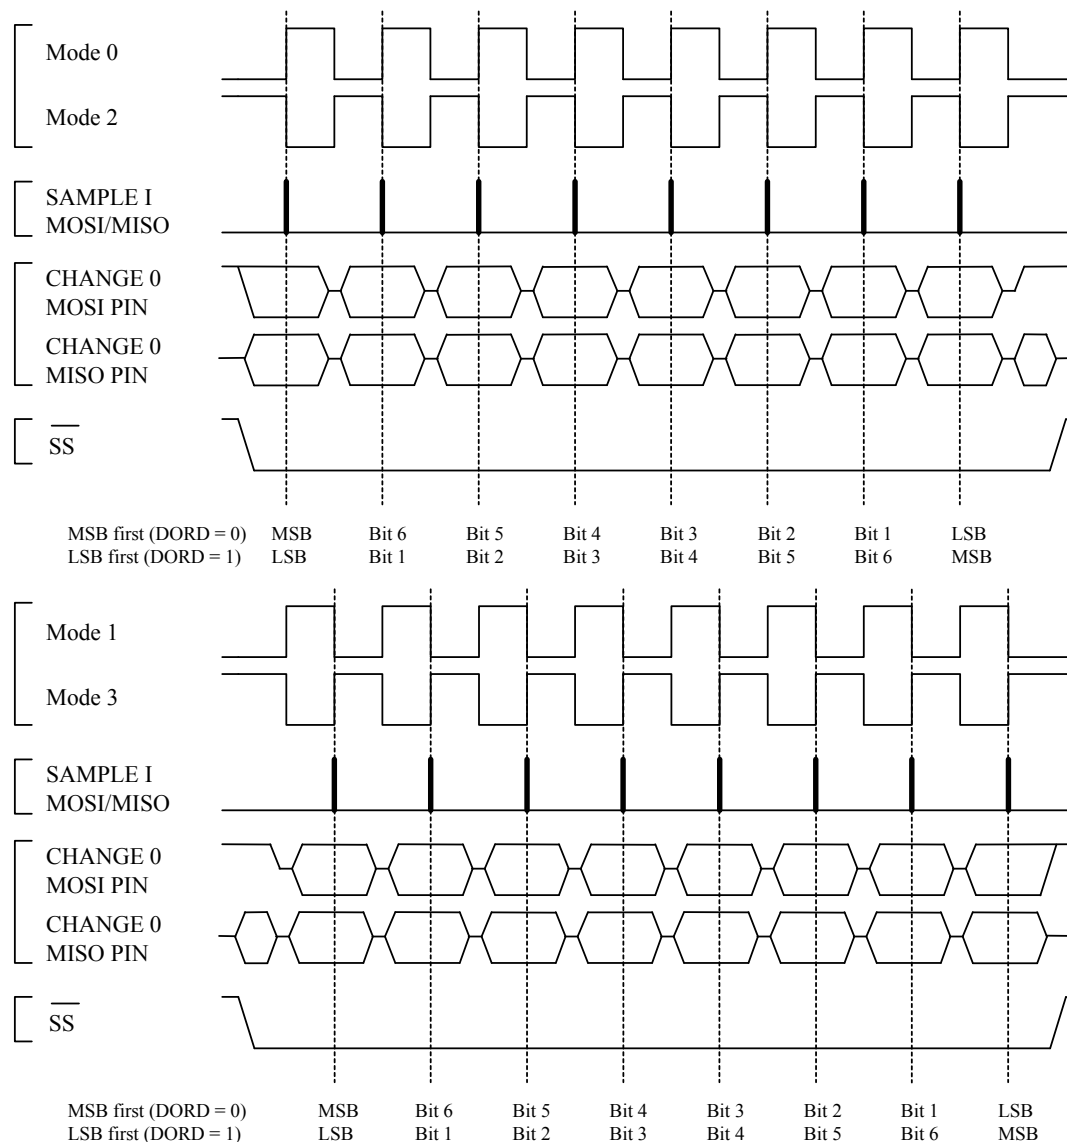 Mode 0
Mode 2
SAMPLE I
MOSI/MISO
CHANGE 0
MOSI PIN
CHANGE 0
MISO PIN
SS
MSB first (DORD = 0) MSB Bit 6 Bit 5 Bit 4 Bit 3 Bit 2 Bit 1 LSB
LSB first (DORD = 1) LSB Bit 1 Bit 2 Bit 3 Bit 4 Bit 5 Bit 6 MSB
Mode 1
Mode 3
SAMPLE I
MOSI/MISO
CHANGE 0
MOSI PIN
CHANGE 0
MISO PIN
SS
MSB first (DORD = 0) MSB Bit 6 Bit 5 Bit 4 Bit 3 Bit 2 Bit 1 LSB
LSB first (DORD = 1) LSB Bit 1 Bit 2 Bit 3 Bit 4 Bit 5 Bit 6 MSB